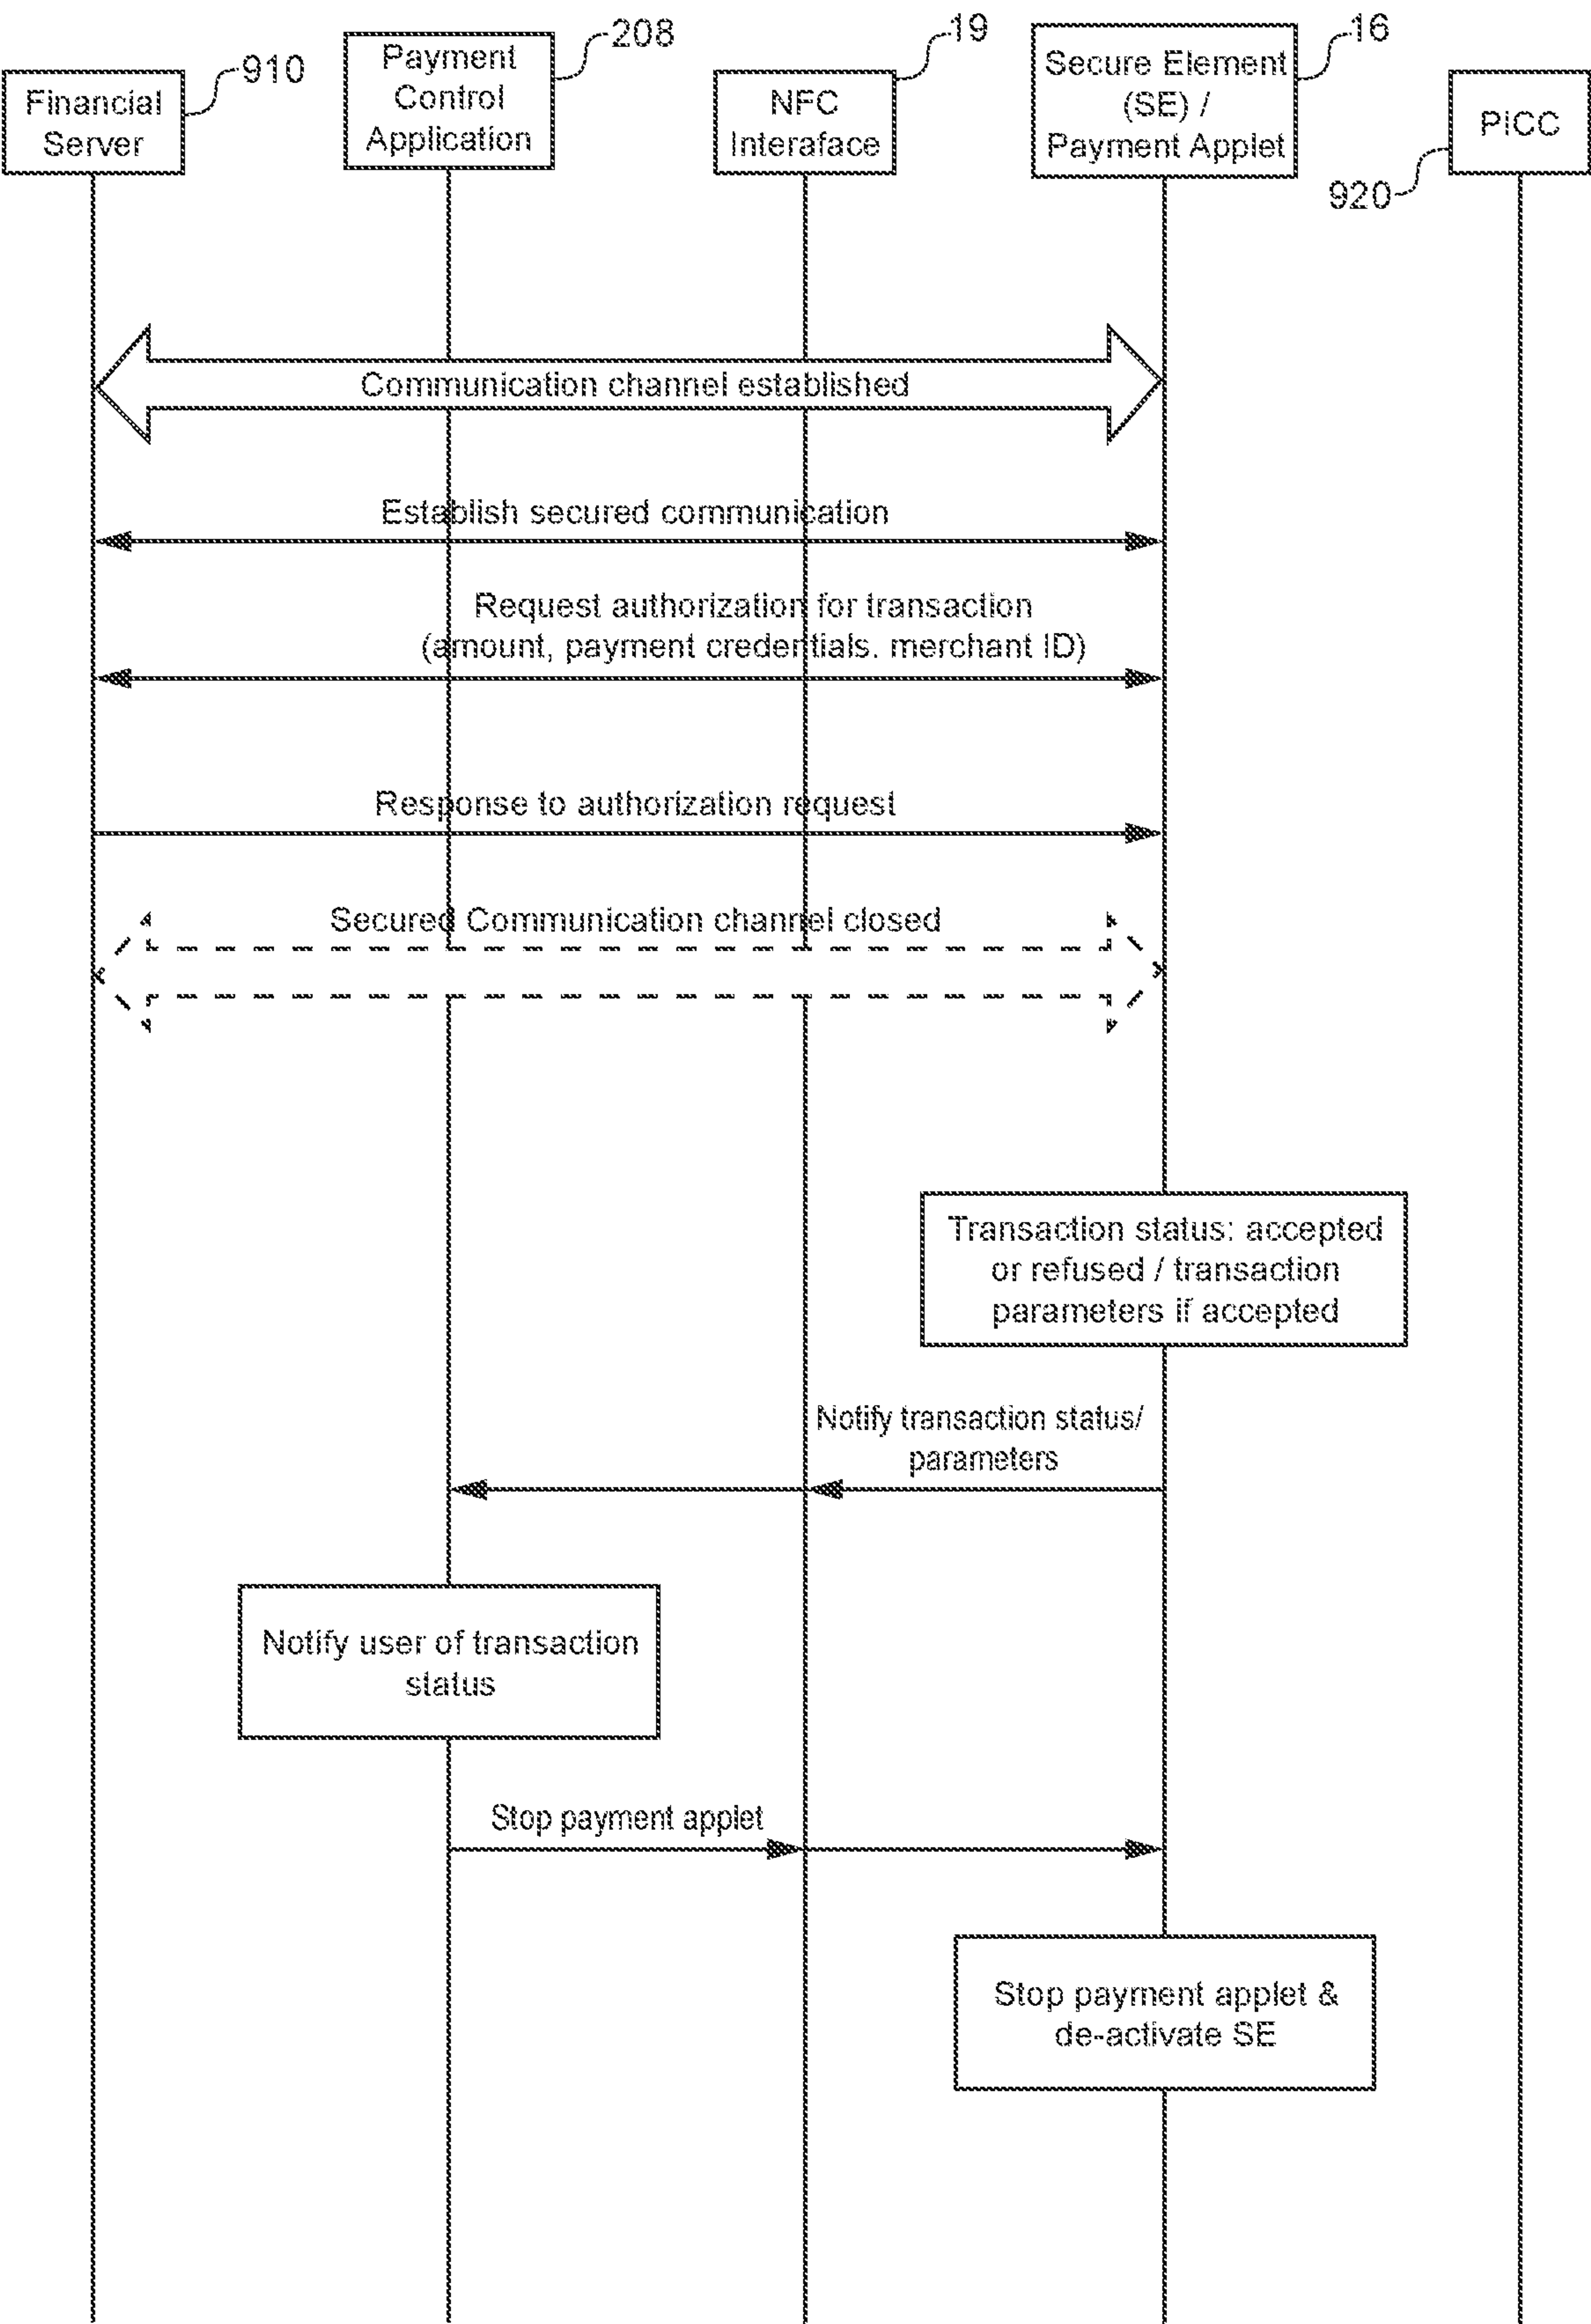 Financial
Server
910
Payment
Control
Application
208
NFC
Interaface
19
Secure Element
(SE) /
Payment Applet
16
PICC
920
Communication channel established
Establish secured communication
Request authorization for transaction
(amount, payment credentials. merchant ID)
Response to authorization request
Secured Communication channel closed
Transaction status: accepted
or refused / transaction
parameters if accepted
Notify transaction status/
parameters
Notify user of transaction
status
Stop payment applet
Stop payment applet &
de-activate SE